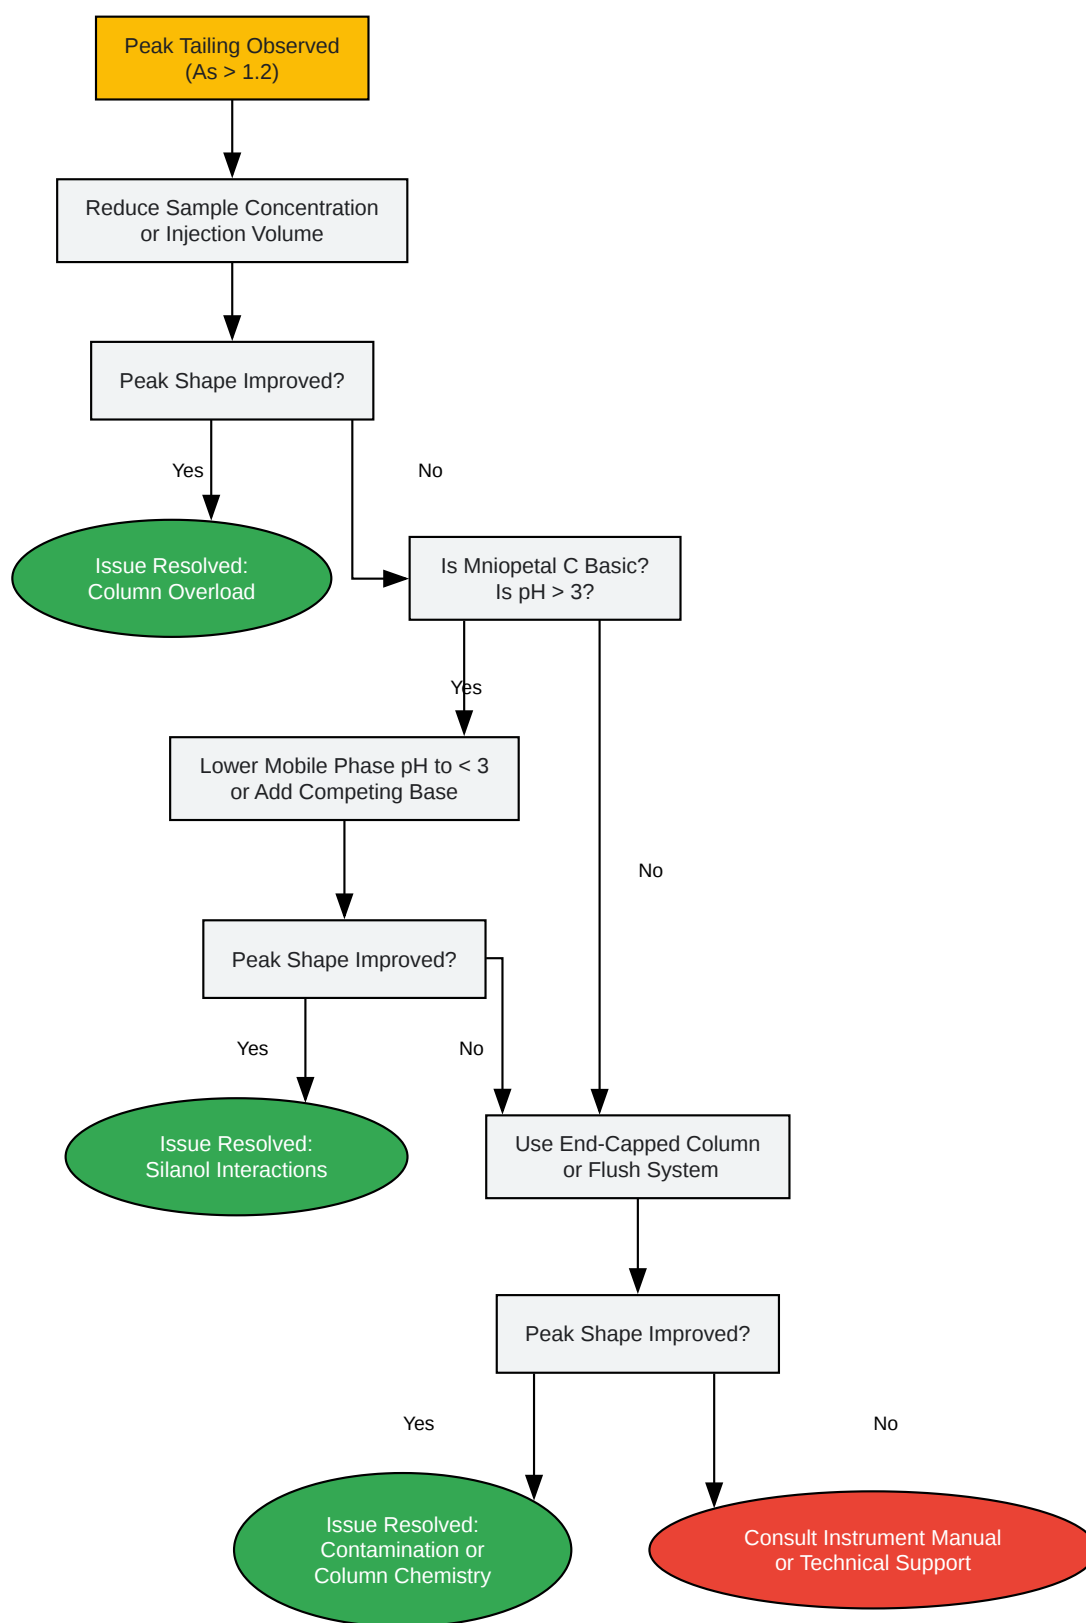 Peak Tailing Observed
(As > 1.2)
Reduce Sample Concentration
or Injection Volume
Peak Shape Improved?
Yes
No
Issue Resolved:
Column Overload
Is Mniopetal C Basic?
Is pH > 3?
Yes
Lower Mobile Phase pH to < 3
or Add Competing Base
No
Peak Shape Improved?
Yes
No
Issue Resolved:
Silanol Interactions
Use End-Capped Column
or Flush System
Peak Shape Improved?
Yes
No
Issue Resolved:
Contamination or
Column Chemistry
Consult Instrument Manual
or Technical Support